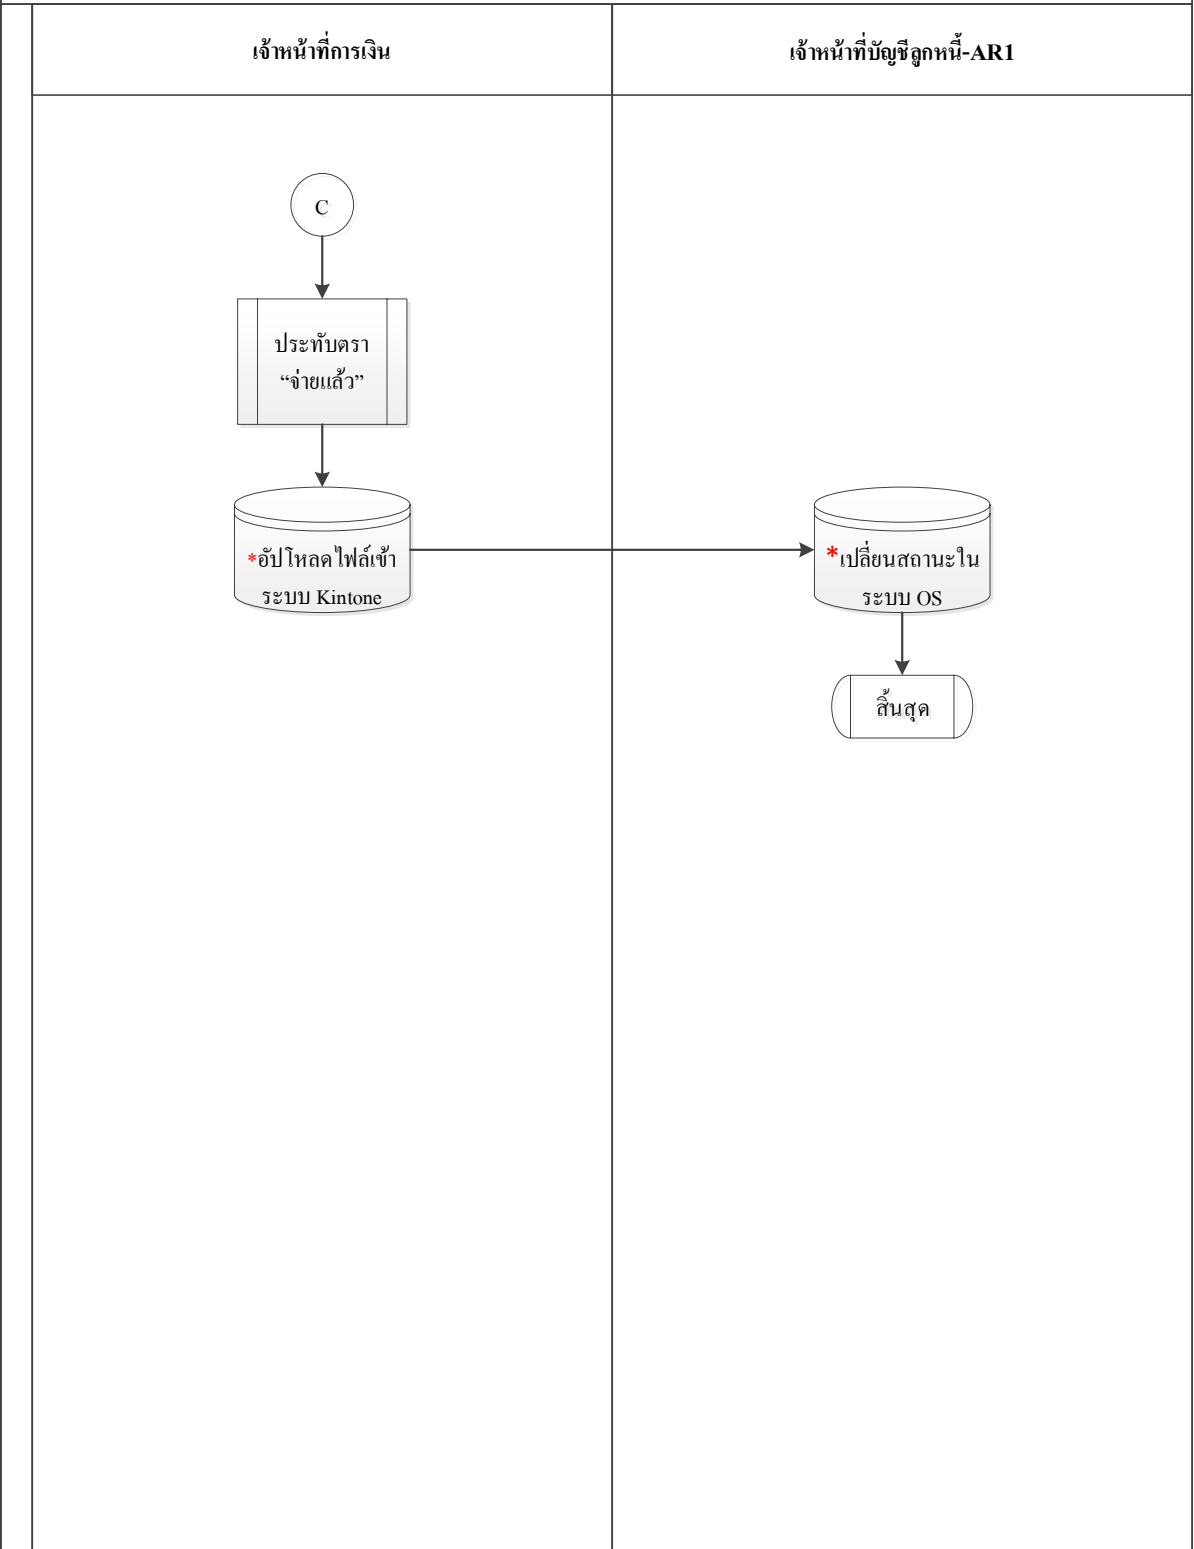 เจ้าหน้าที่การเงิน
เจ้าหน้าที่บัญชีลูกหนี้-AR1
C
ประทับตรา
“จ่ายแล้ว”
*อัปโหลดไฟล์เข้า
ระบบ Kintone
*เปลี่ยนสถานะใน
ระบบ OS
สิ้นสุด